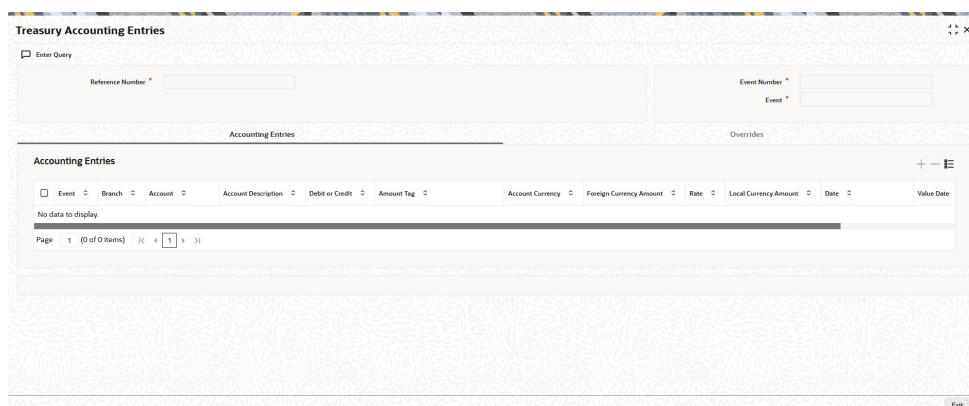 Treasury Accounting Entries
Enter Query
Reference Number *
Event Number *
Event *
Accounting Entries Overrides
Accounting Entries
Event Branch Account Account Description Debit or Credit Amount Tag Account Currency Foreign Currency Amount Rate Local Currency Amount Date Value Date
No data to display.
Page 1 (0 of 0 items) 1
Exit